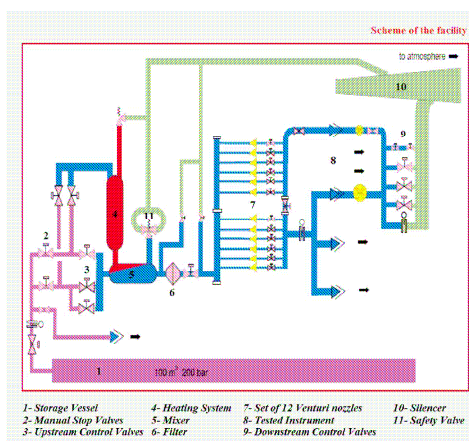 Scheme of the facility
to atmosphere
10
9
8
4
11
7
2
3
5
6
1
100 m³ 200 bar
1- Storage Vessel 4- Heating System 7- Set of 12 Venturi nozzles 10- Silencer
2- Manual Stop Valves 5- Mixer 8- Tested Instrument 11- Safety Valve
3- Upstream Control Valves 6- Filter 9- Downstream Control Valves